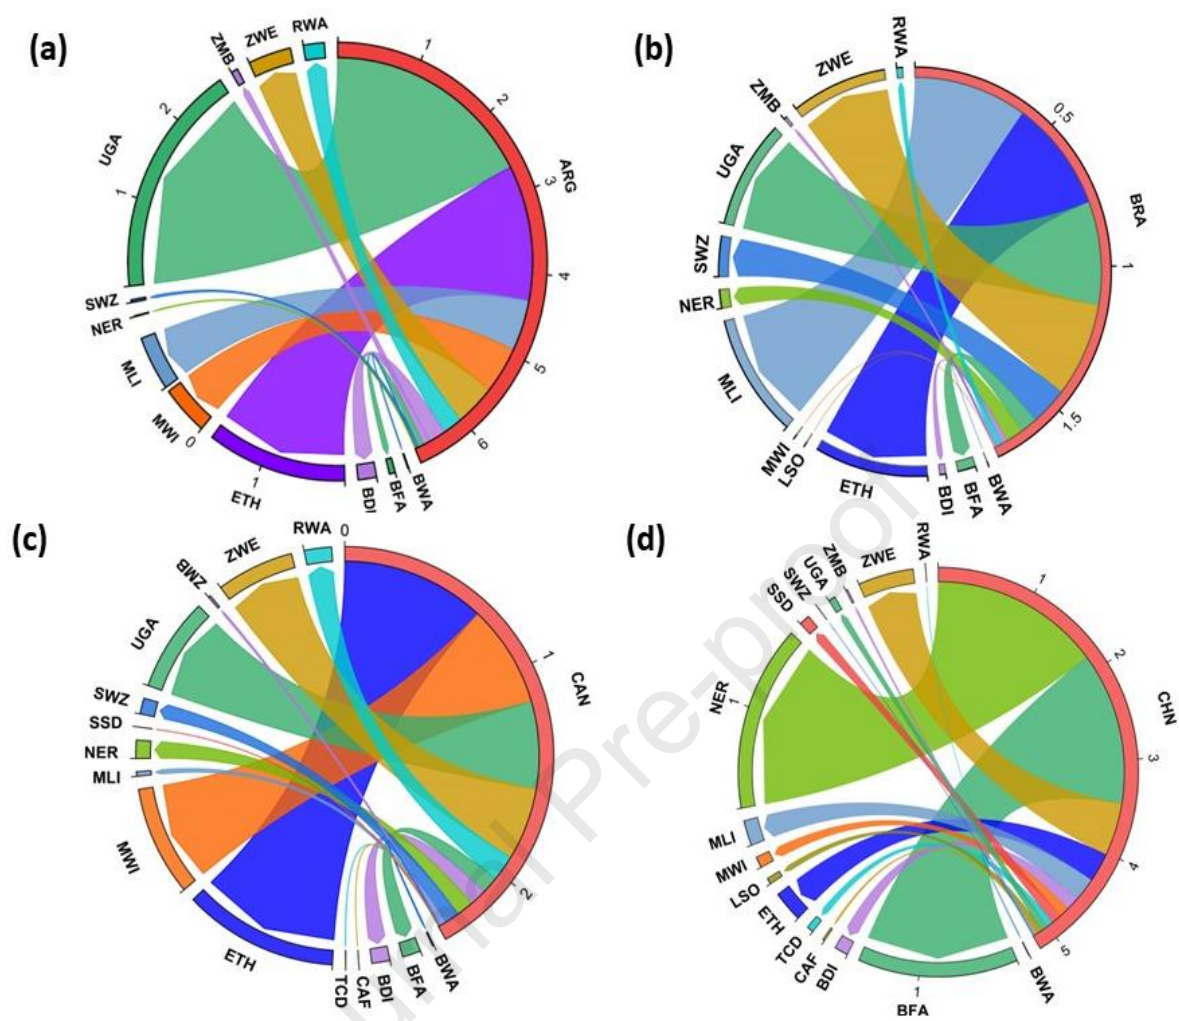 (a)
ZMB
ZWE
RWA
1
2
ARG
3
4
5
6
UGA
2
1
SWZ
NER
MLI
MWI
0
ETH
1
BDI
BFA
BWA
(b)
ZMB
ZWE
RWA
0.5
BRA
1
1.5
UGA
SWZ
NER
MLI
MWI
LSO
ETH
BDI
BFA
BWA
(c)
ZMB
ZWE
RWA
0
1
CAN
2
UGA
SWZ
SSD
NER
MLI
MWI
ETH
TCD
CAF
BDI
BFA
BWA
(d)
SSD
SWZ
UGA
ZMB
ZWE
RWA
1
2
CHN
3
4
5
NER
1
MLI
MWI
LSO
ETH
TCD
CAF
BDI
BFA
1
BWA
Journal Pre-proof